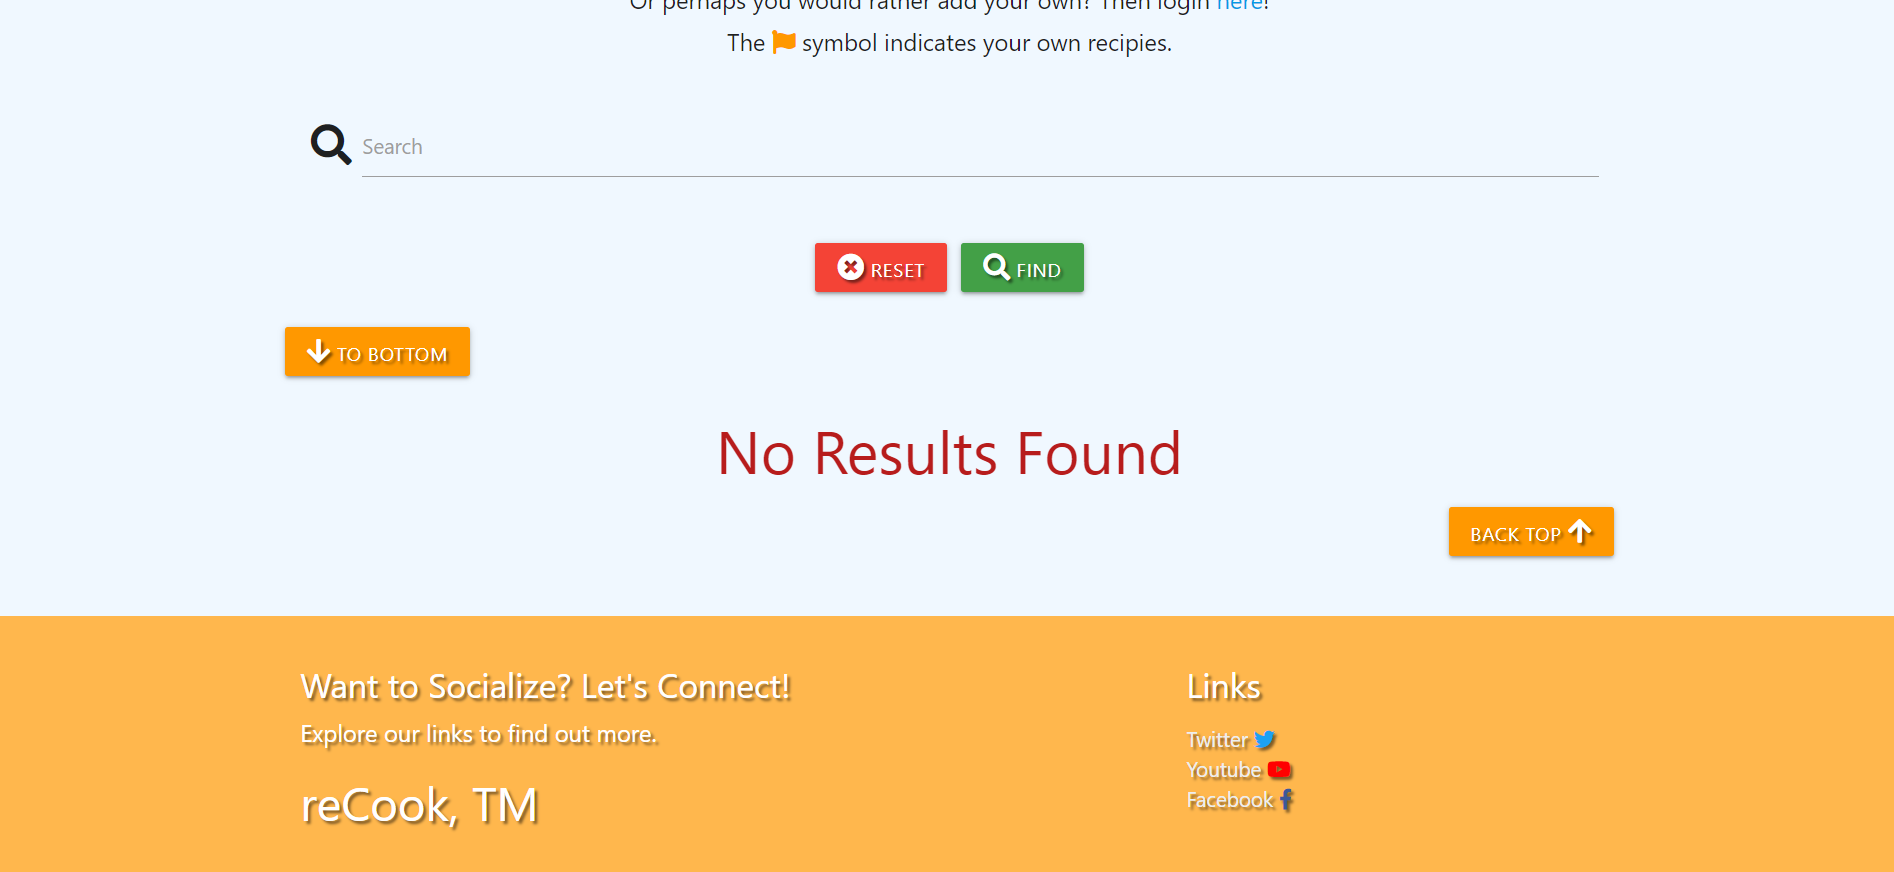 Or perhaps you would rather add your own? Then login here!
The symbol indicates your own recipies.
Search
RESET FIND
TO BOTTOM
No Results Found
BACK TOP
Want to Socialize? Let's Connect!
Explore our links to find out more.
reCook, TM
Links
Twitter
Youtube
Facebook